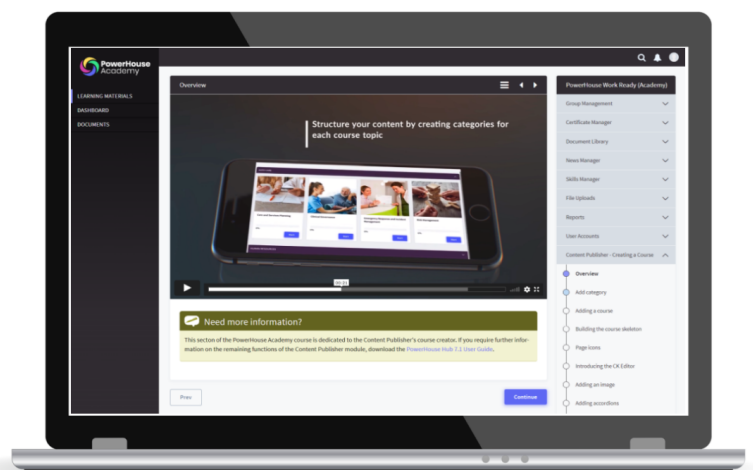 PowerHouse
Academy
LEARNING MATERIALS
DASHBOARD
DOCUMENTS
Overview
Structure your content by creating categories for
each course topic
Need more information?
This secton of the PowerHouse Academy course is dedicated to the Content Publisher's course creator. If you require further infor-
mation on the remaining functions of the Content Publisher module, download the PowerHouse Hub 7.2 User Guide.
Prev
Continue
PowerHouse Work Ready (Academy)
Group Management
Certificate Manager
Document Library
News Manager
Skills Manager
File Uploads
Reports
User Accounts
Content Publisher - Creating a Course
Overview
Add category
Adding a course
Building the course skeleton
Page icons
Introducing the CK Editor
Adding an image
Adding accordions